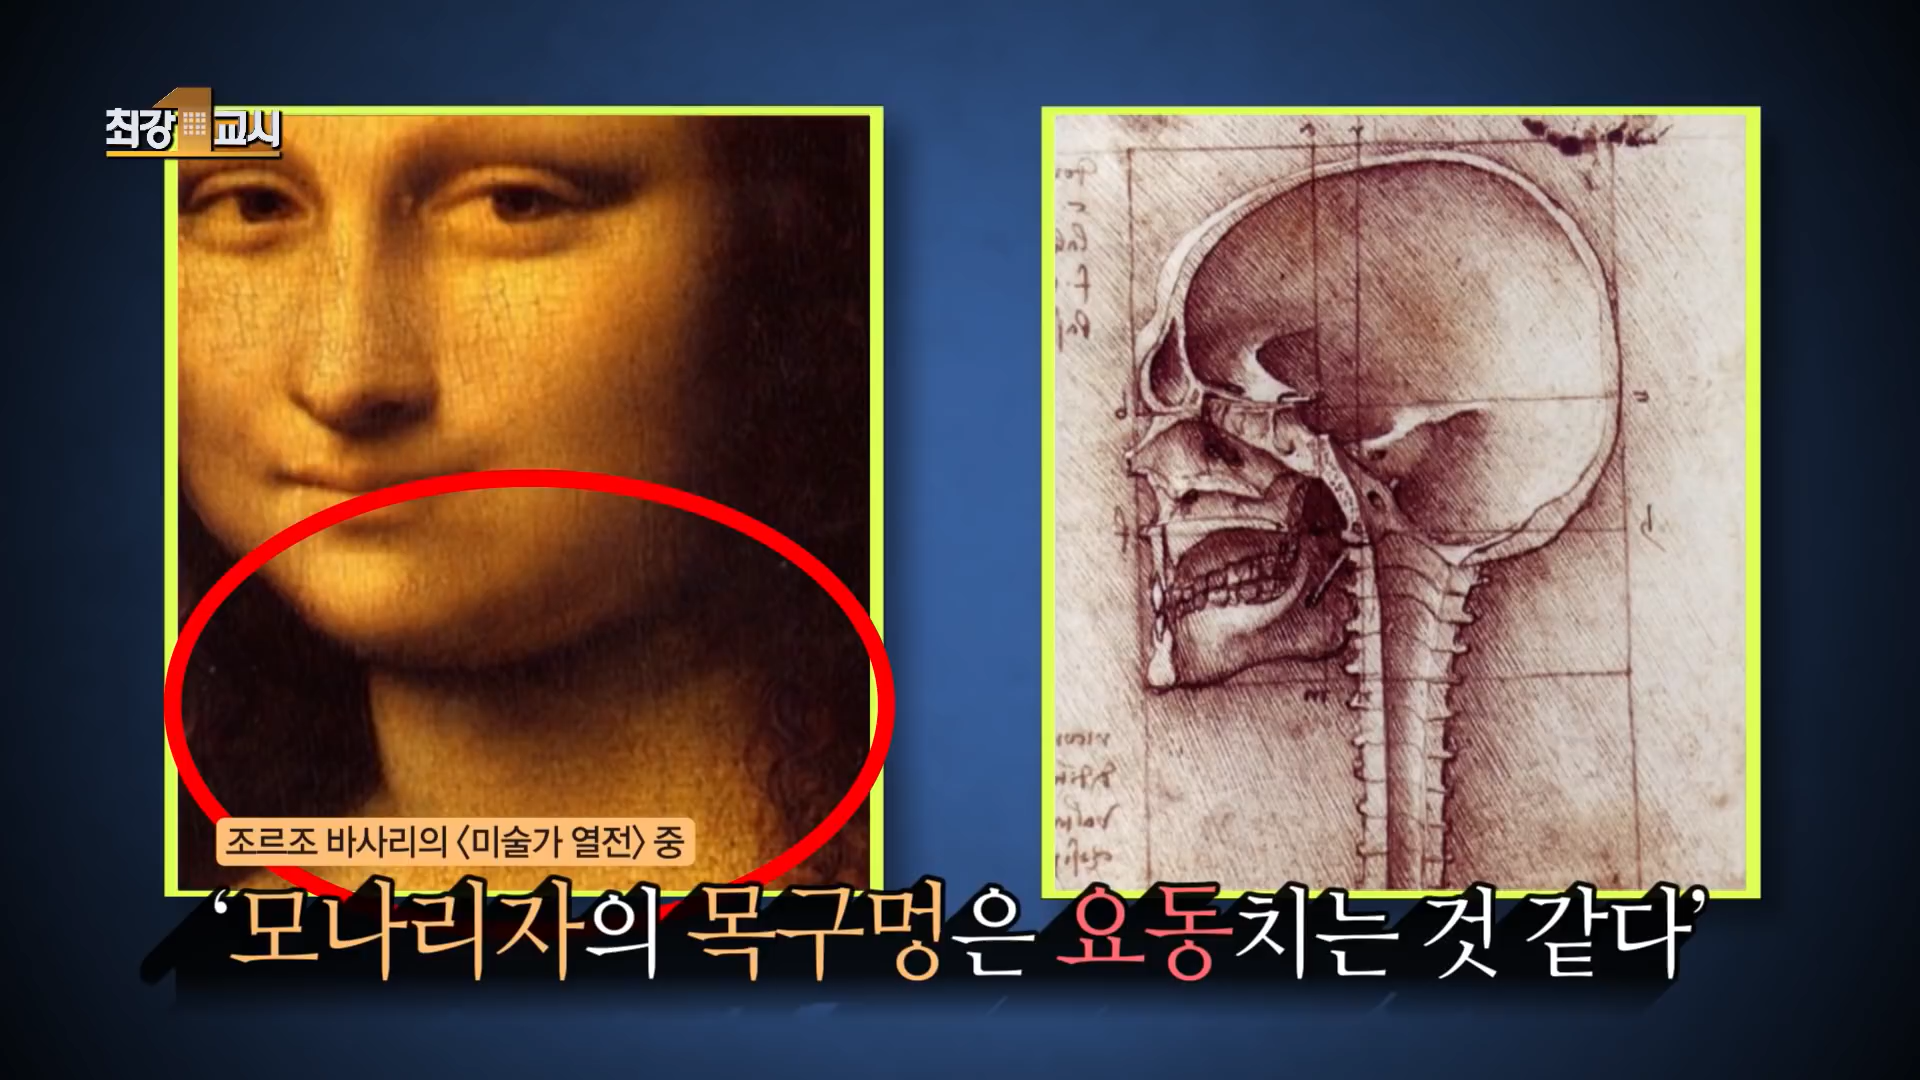 최강1교시
조르조 바사리의 〈미술가 열전〉 중
‘모나리자의 목구멍은 요동치는 것 같다’